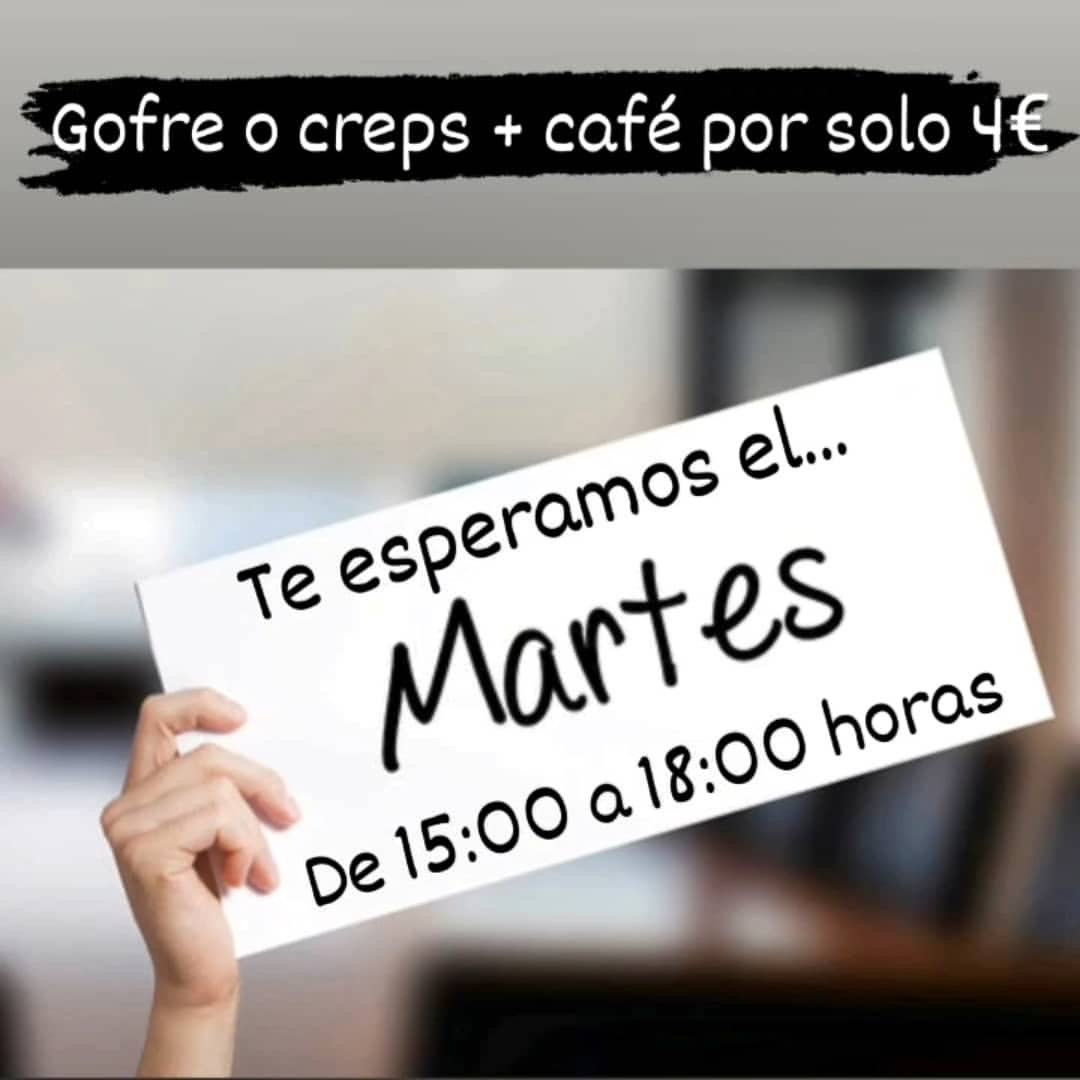 Gofre o creps + café por solo 4€
Te esperamos el...
Martes
De 15:00 a 18:00 horas